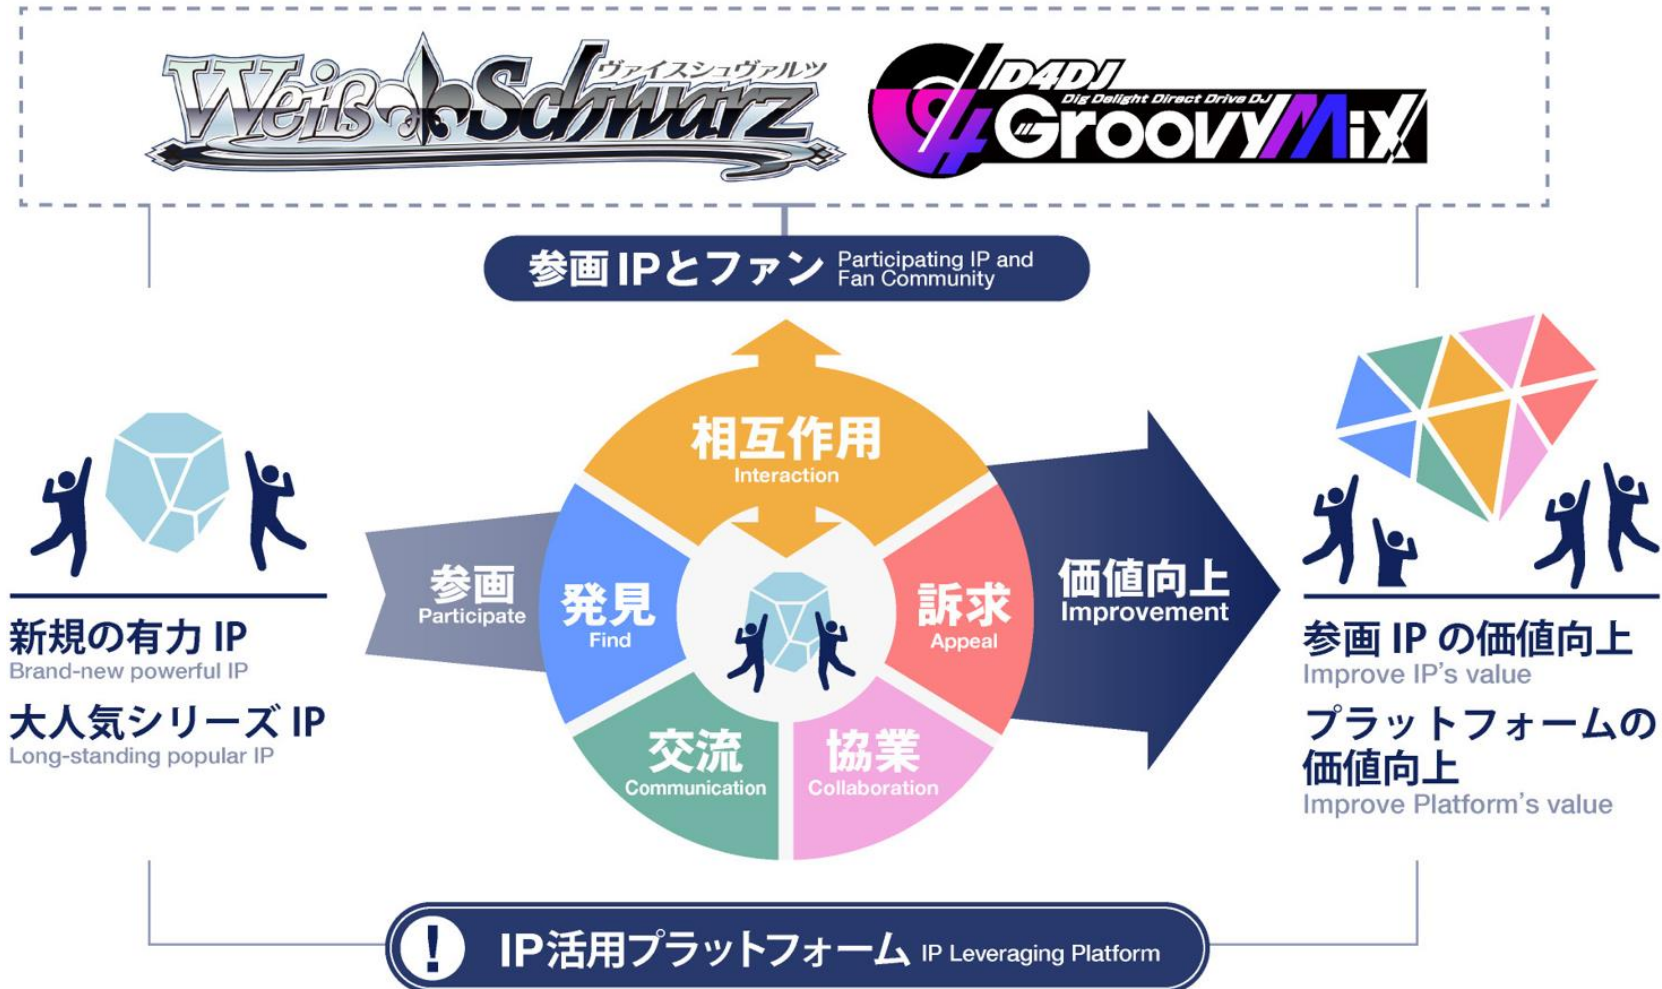 Weiß Schwarz
ヴァイスシュヴァルツ
D4DJ
Dig Delight Direct Drive DJ
Groovy Mix
参画 IPとファン Participating IP and
Fan Community
相互作用
Interaction
参画
Participate
発見
Find
訴求
Appeal
価値向上
Improvement
交流
Communication
協業
Collaboration
新規の有力 IP
Brand-new powerful IP
大人気シリーズ IP
Long-standing popular IP
参画 IP の価値向上
Improve IP's value
プラットフォームの
価値向上
Improve Platform's value
! IP活用プラットフォーム IP Leveraging Platform